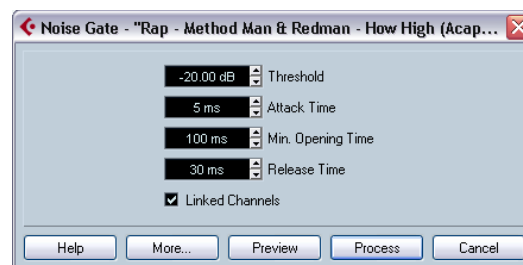 Noise Gate - "Rap - Method Man & Redman - How High (Acap...
-20.00 dB Threshold
5 ms Attack Time
100 ms Min. Opening Time
30 ms Release Time
Linked Channels
Help More... Preview Process Cancel